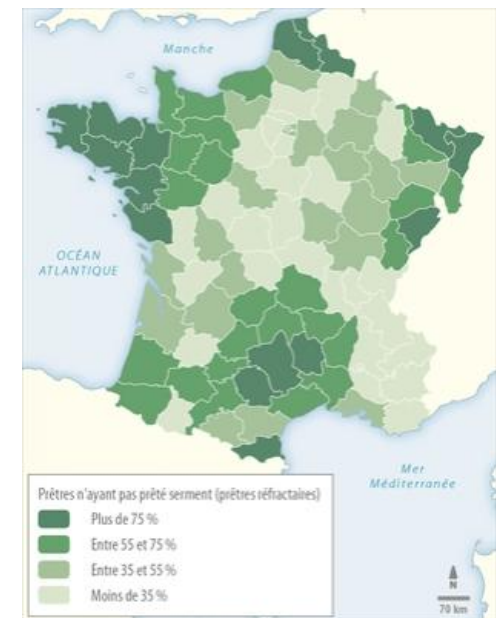 Manche
OCÉAN
ATLANTIQUE
Mer
Méditerranée
Prêtres n'ayant pas prêté serment (prêtres réfractaires)
Plus de 75 %
Entre 55 et 75 %
Entre 35 et 55 %
Moins de 35 %
N
70 km